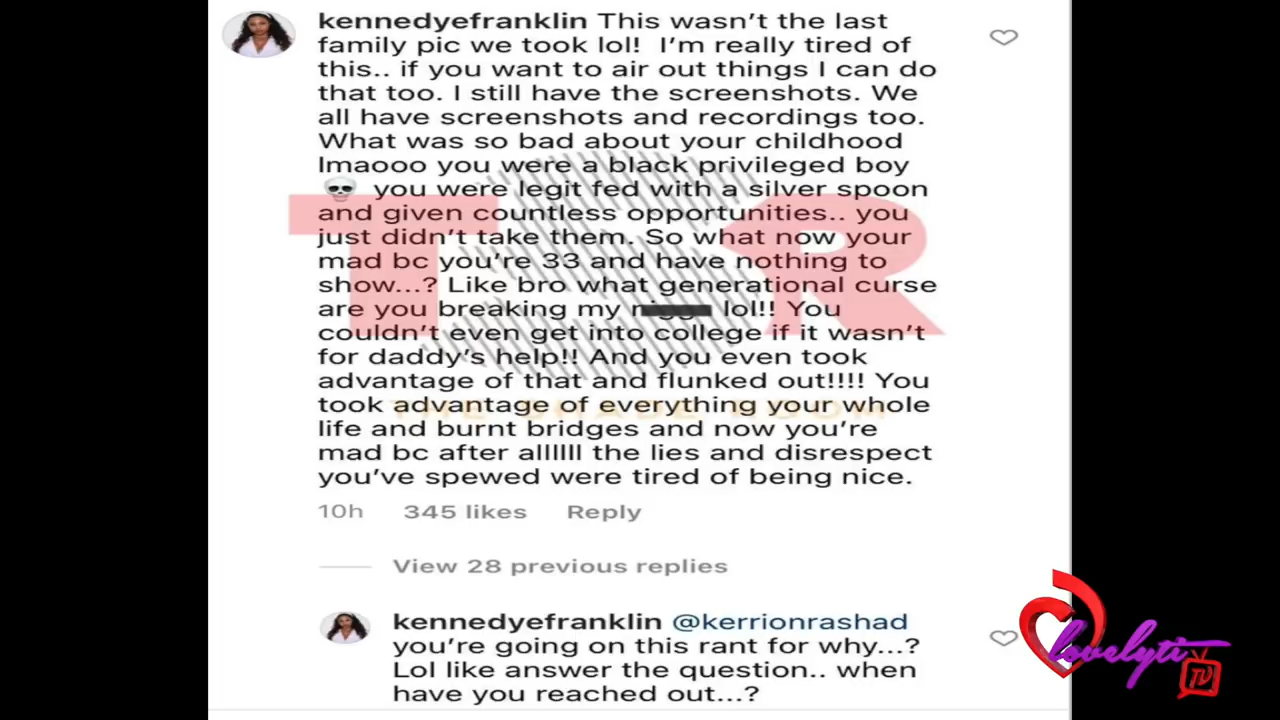 kennedyefranklin This wasn't the last
family pic we took lol! I'm really tired of
this.. if you want to air out things I can do
that too. I still have the screenshots. We
all have screenshots and recordings too.
What was so bad about your childhood
lmaooo you were a black privileged boy
💀 you were legit fed with a silver spoon
and given countless opportunities.. you
just didn't take them. So what now your
mad bc you're 33 and have nothing to
show...? Like bro what generational curse
are you breaking my lol!! You
couldn't even get into college if it wasn't
for daddy's help!! And you even took
advantage of that and flunked out!!!! You
took advantage of everything your whole
life and burnt bridges and now you're
mad bc after allllll the lies and disrespect
you've spewed were tired of being nice.
10h 345 likes Reply
View 28 previous replies
kennedyefranklin @kerrionrashad
you're going on this rant for why...?
Lol like answer the question.. when
have you reached out...?
TSR
THE SHADE ROOM
lovelyti
TV